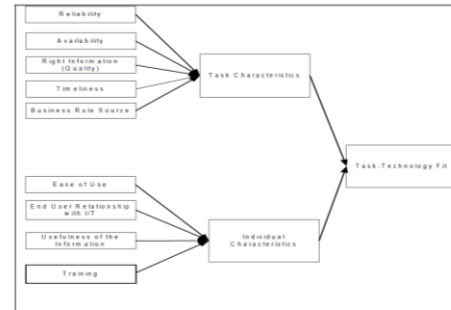 Reliability
Availability
Right Information
(Quality)
Timeliness
Business Rule Source
Task Characteristics
Task-Technology Fit
Ease of Use
End User Relationship
with I/T
Usefulness of the
Information
Training
Individual
Characteristics